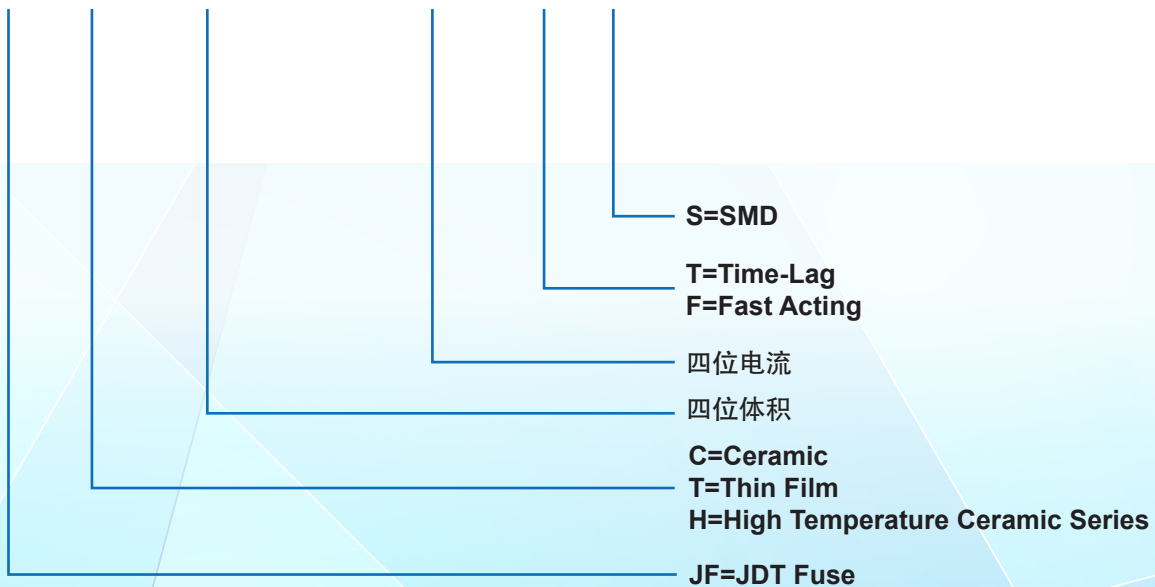 S=SMD
T=Time-Lag
F=Fast Acting
四位电流
四位体积
C=Ceramic
T=Thin Film
H=High Temperature Ceramic Series
JF=JDT Fuse